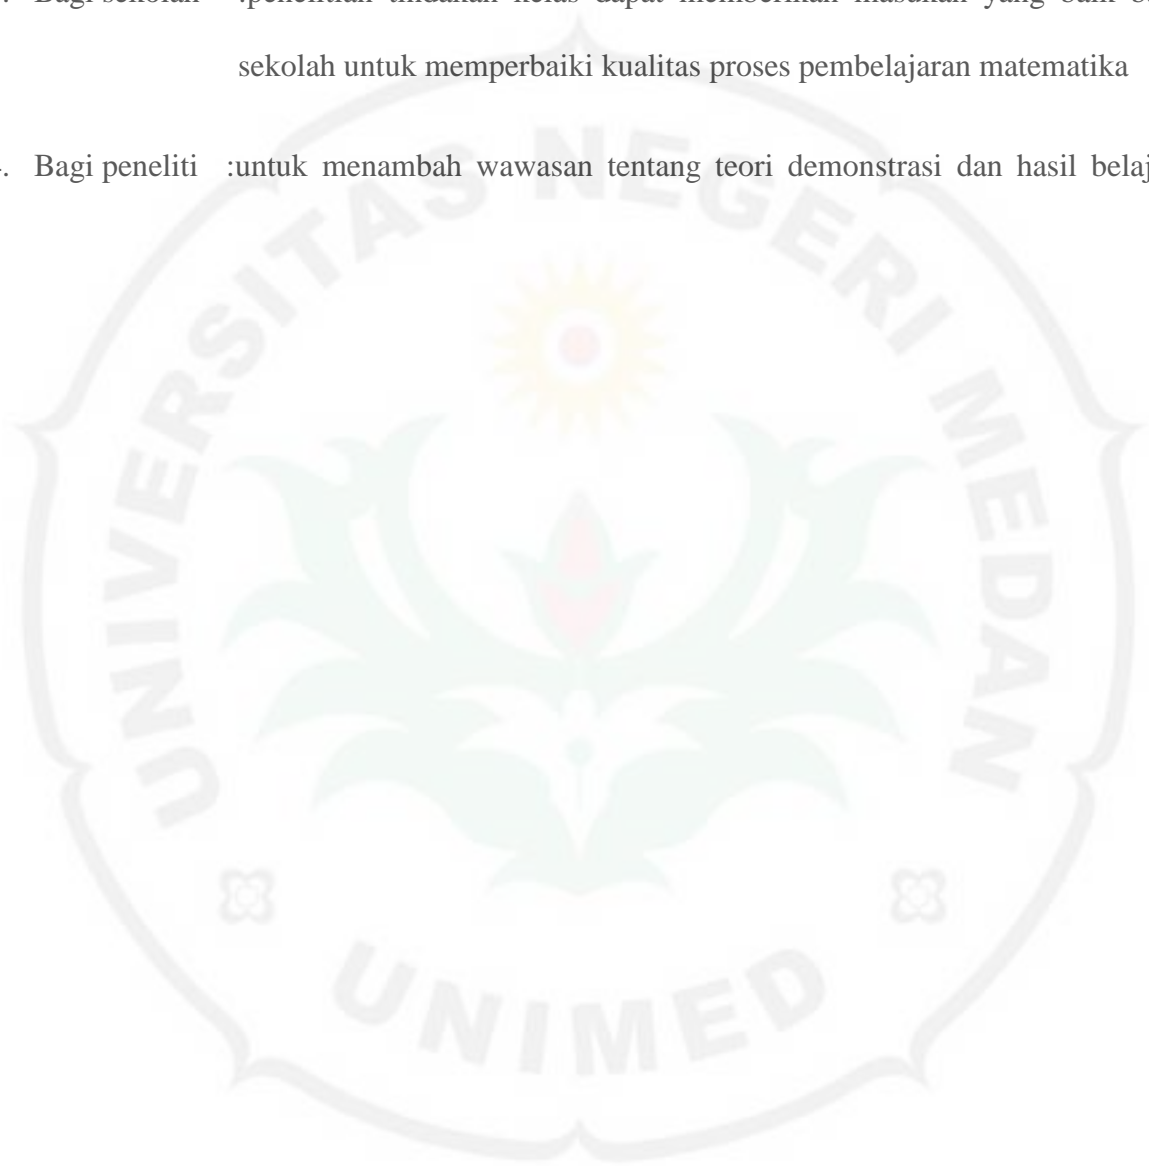 . Bagi sekolah :penelitian tindakan kelas dapat memberikan masukan yang baik
sekolah untuk memperbaiki kualitas proses pembelajaran matematika
. Bagi peneliti :untuk menambah wawasan tentang teori demonstrasi dan hasil belaj
UNIVERSITAS NEGERI MEDAN
UNIMED